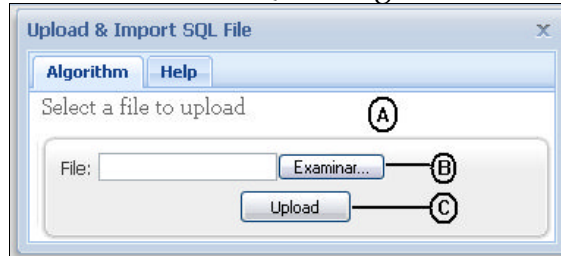 Upload & Import SQL File x
Algorithm Help
Select a file to upload
A
File: Examinar... B
Upload C